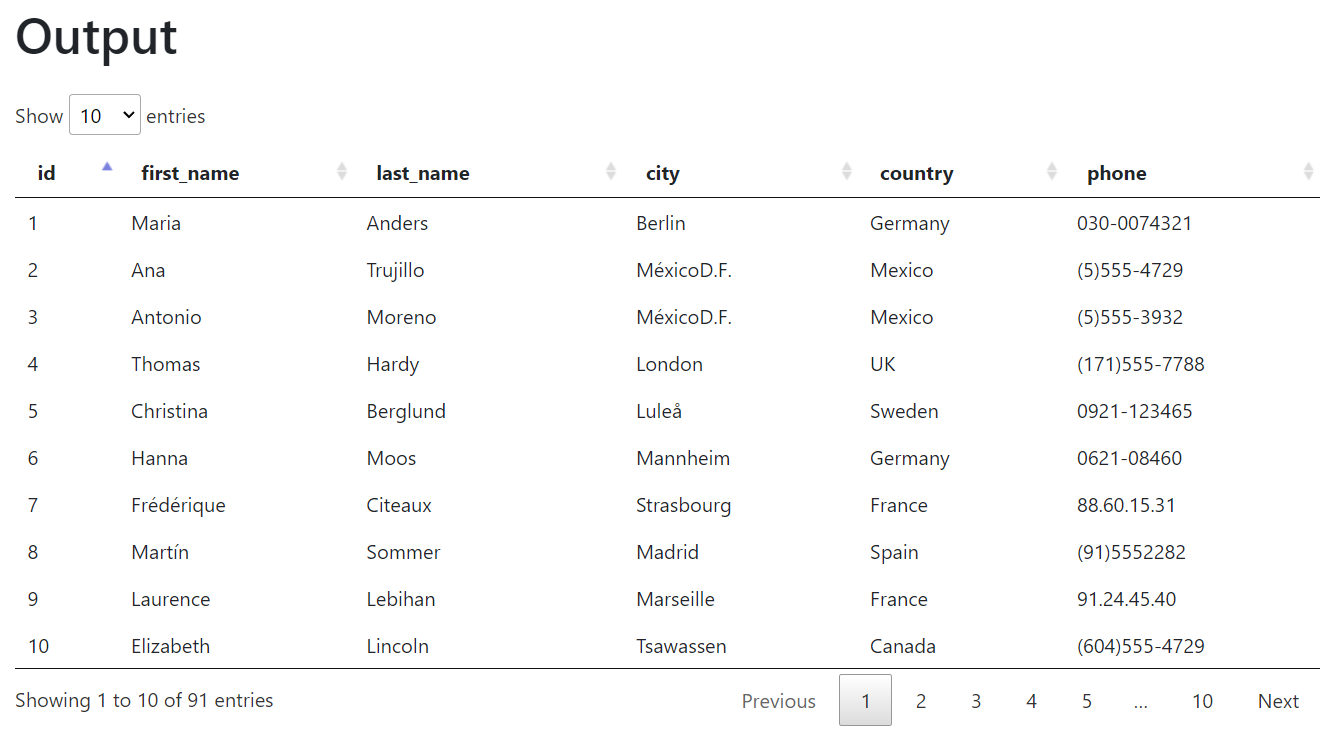 Output
Show 10 entries
id first_name last_name city country phone
1 Maria Anders Berlin Germany 030-0074321
2 Ana Trujillo MéxicoD.F. Mexico (5)555-4729
3 Antonio Moreno MéxicoD.F. Mexico (5)555-3932
4 Thomas Hardy London UK (171)555-7788
5 Christina Berglund Luleå Sweden 0921-123465
6 Hanna Moos Mannheim Germany 0621-08460
7 Frédérique Citeaux Strasbourg France 88.60.15.31
8 Martín Sommer Madrid Spain (91)5552282
9 Laurence Lebihan Marseille France 91.24.45.40
10 Elizabeth Lincoln Tsawassen Canada (604)555-4729
Showing 1 to 10 of 91 entries Previous 1 2 3 4 5 ... 10 Next